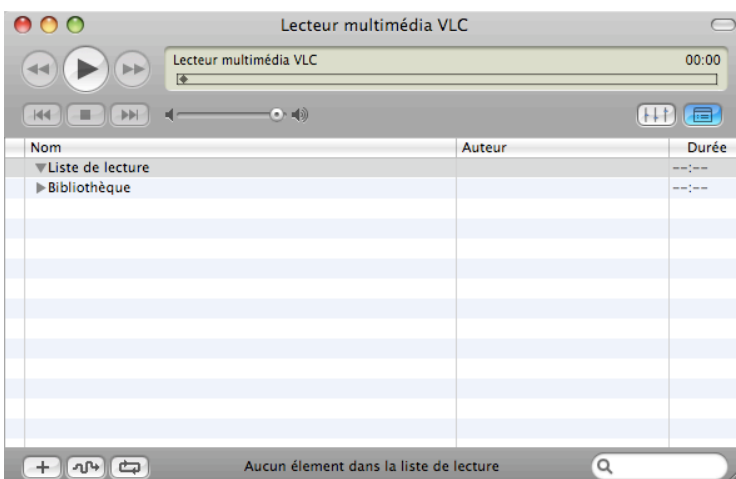 Lecteur multimédia VLC
Lecteur multimédia VLC 00:00
Nom Auteur Durée
Liste de lecture --:--
Bibliothèque --:--
Aucun élement dans la liste de lecture